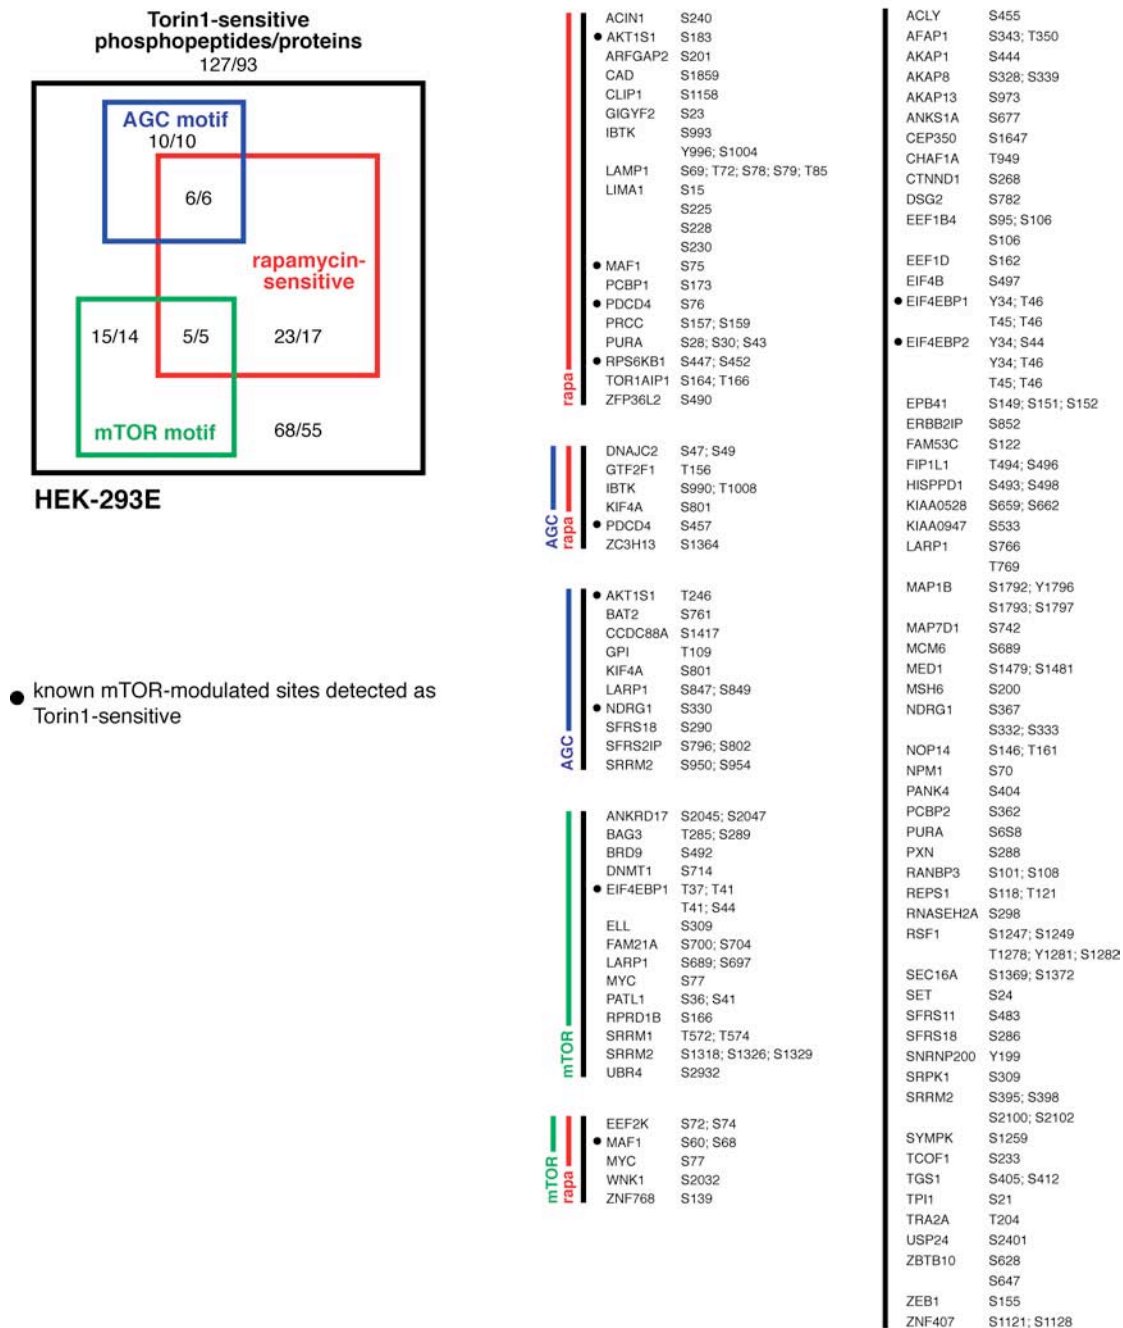 Torin1-sensitive
phosphopeptides/proteins
127/93
AGC motif
10/10
6/6
rapamycin-
sensitive
15/14
5/5
23/17
mTOR motif
68/55
HEK-293E
● known mTOR-modulated sites detected as
Torin1-sensitive
rapa
ACIN1 S240
● AKT1S1 S183
ARFGAP2 S201
CAD S1859
CLIP1 S1158
GIGYF2 S23
IBTK S993
Y996; S1004
LAMP1 S69; T72; S78; S79; T85
LIMA1 S15
S225
S228
S230
● MAF1 S75
PCBP1 S173
● PDCD4 S76
PRCC S157; S159
PURA S28; S30; S43
● RPS6KB1 S447; S452
TOR1AIP1 S164; T166
ZFP36L2 S490
AGC
rapa
DNAJC2 S47; S49
GTF2F1 T156
IBTK S990; T1008
KIF4A S801
● PDCD4 S457
ZC3H13 S1364
AGC
● AKT1S1 T246
BAT2 S761
CCDC88A S1417
GPI T109
KIF4A S801
LARP1 S847; S849
● NDRG1 S330
SFRS18 S290
SFRS2IP S796; S802
SRRM2 S950; S954
mTOR
ANKRD17 S2045; S2047
BAG3 T285; S289
BRD9 S492
DNMT1 S714
● EIF4EBP1 T37; T41
T41; S44
ELL S309
FAM21A S700; S704
LARP1 S689; S697
MYC S77
PATL1 S36; S41
RPRD1B S166
SRRM1 T572; T574
SRRM2 S1318; S1326; S1329
UBR4 S2932
mTOR
rapa
EEF2K S72; S74
● MAF1 S60; S68
MYC S77
WNK1 S2032
ZNF768 S139
ACLY S455
AFAP1 S343; T350
AKAP1 S444
AKAP8 S328; S339
AKAP13 S973
ANKS1A S677
CEP350 S1647
CHAF1A T949
CTNND1 S268
DSG2 S782
EEF1B4 S95; S106
S106
EEF1D S162
EIF4B S497
● EIF4EBP1 Y34; T46
T45; T46
● EIF4EBP2 Y34; S44
Y34; T46
T45; T46
EPB41 S149; S151; S152
ERBB2IP S852
FAM53C S122
FIP1L1 T494; S496
HISPPD1 S493; S498
KIAA0528 S659; S662
KIAA0947 S533
LARP1 S766
T769
MAP1B S1792; Y1796
S1793; S1797
MAP7D1 S742
MCM6 S689
MED1 S1479; S1481
MSH6 S200
NDRG1 S367
S332; S333
NOP14 S146; T161
NPM1 S70
PANK4 S404
PCBP2 S362
PURA S6S8
PXN S288
RANBP3 S101; S108
REPS1 S118; T121
RNASEH2A S298
RSF1 S1247; S1249
T1278; Y1281; S1282
SEC16A S1369; S1372
SET S24
SFRS11 S483
SFRS18 S286
SNRNP200 Y199
SRPK1 S309
SRRM2 S395; S398
S2100; S2102
SYMPK S1259
TCOF1 S233
TGS1 S405; S412
TPI1 S21
TRA2A T204
USP24 S2401
ZBTB10 S628
S647
ZEB1 S155
ZNF407 S1121; S1128